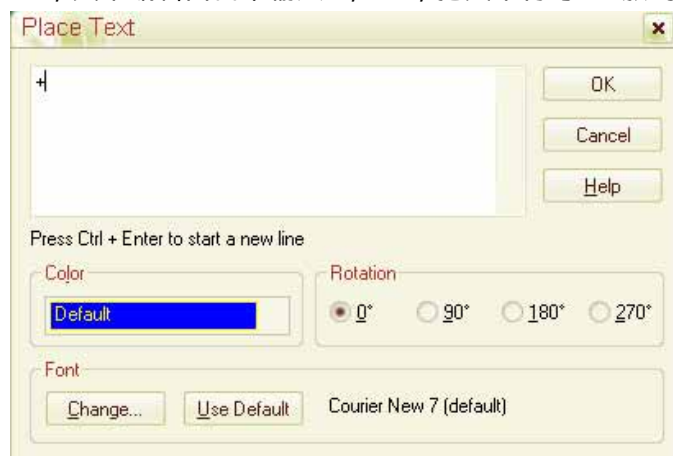 Place Text
+
OK
Cancel
Help
Press Ctrl + Enter to start a new line
Color
Rotation
Default
0° 90° 180° 270°
Font
Change... Use Default Courier New 7 (default)